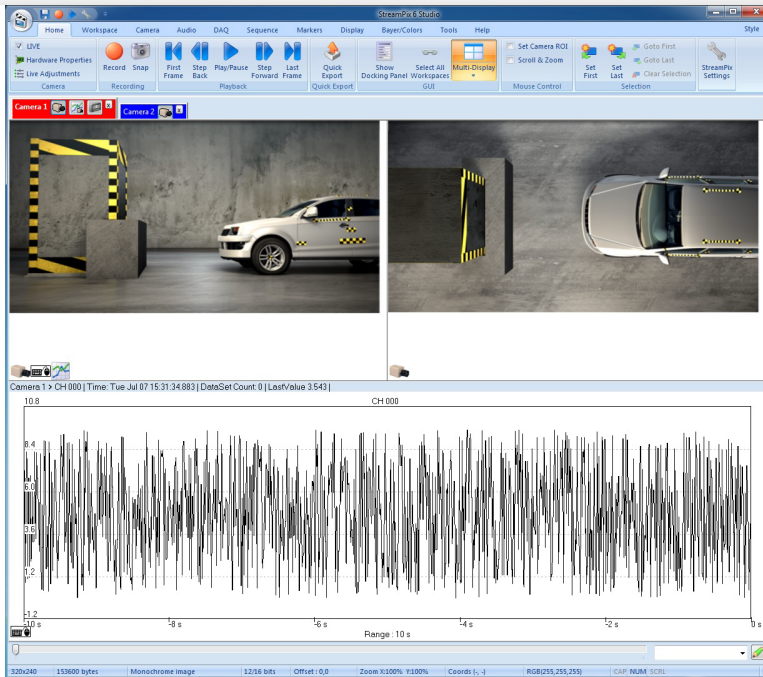 StreamPix 6 Studio
Home Workspace Camera Audio DAQ Sequence Markers Display Bayer/Colors Tools Help Style
LIVE
Hardware Properties
Live Adjustments
Camera
Record Snap
Recording
First Frame Step Back Play/Pause Step Forward Last Frame
Playback
Quick Export
Quick Export
Show Docking Panel Select All Workspaces Multi-Display
GUI
Set Camera ROI
Scroll & Zoom
Mouse Control
Set First Set Last
Goto First
Goto Last
Clear Selection
Selection
StreamPix Settings
Camera 1 Camera 2
Camera 1 > CH 000 | Time: Tue Jul 07 15:31:34.883 | DataSet Count: 0 | LastValue 3.543 |
10.8 CH 000
8.4
6.0
3.6
1.2
-1.2
-10 s -8 s -6 s -4 s -2 s 0 s
Range : 10 s
320x240 153600 bytes Monochrome image 12/16 bits Offset : 0,0 Zoom X:100% Y:100% Coords (-, -) RGB(255,255,255) CAP NUM SCRL